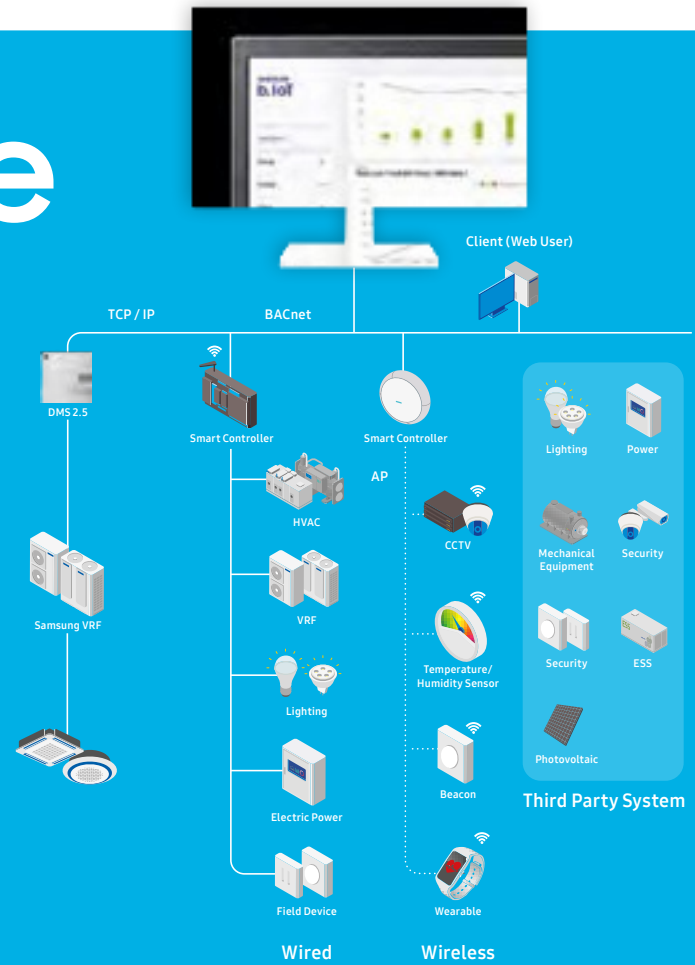 b.IoT
e
Client (Web User)
TCP / IP
BACnet
DMS 2.5
Smart Controller
Smart Controller
Lighting
Power
AP
HVAC
CCTV
Mechanical
Equipment
Security
Samsung VRF
VRF
Temperature/
Humidity Sensor
Security
ESS
Lighting
Photovoltaic
Beacon
Third Party System
Electric Power
Field Device
Wearable
Wired
Wireless